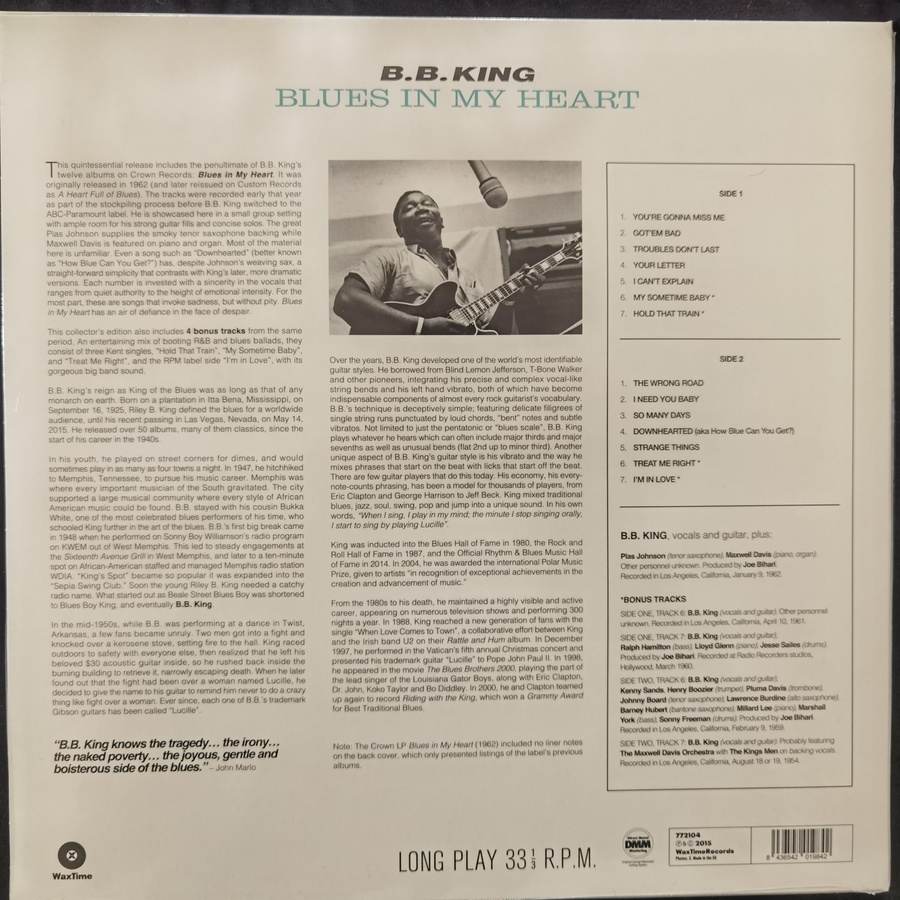 B.B. KING
BLUES IN MY HEART
This quintessential release includes the penultimate of B.B. King's
twelve albums on Crown Records: Blues in My Heart. It was
originally released in 1962 (and later reissued on Custom Records
as A Heart Full of Blues). The tracks were recorded early that year
as part of the stockpiling process before B.B. King switched to the
ABC-Paramount label. He is showcased here in a small group setting
with ample room for his strong guitar fills and concise solos. The great
Plas Johnson supplies the smoky tenor saxophone backing while
Maxwell Davis is featured on piano and organ. Most of the material
here is unfamiliar. Even a song such as "Downhearted" (better known
as "How Blue Can You Get?") has, despite Johnson's weaving sax, a
straight-forward simplicity that contrasts with King's later, more dramatic
versions. Each number is invested with a sincerity in the vocals that
ranges from quiet authority to the height of emotional intensity. For the
most part, these are songs that invoke sadness, but without pity. Blues
in My Heart has an air of defiance in the face of despair.
This collector's edition also includes 4 bonus tracks from the same
period. An entertaining mix of booting R&B and blues ballads, they
consist of three Kent singles, "Hold That Train", "My Sometime Baby",
and "Treat Me Right", and the RPM label side "I'm in Love", with its
gorgeous big band sound.
B.B. King's reign as King of the Blues was as long as that of any
monarch on earth. Born on a plantation in Itta Bena, Mississippi, on
September 16, 1925, Riley B. King defined the blues for a worldwide
audience, until his recent passing in Las Vegas, Nevada, on May 14,
2015. He released over 50 albums, many of them classics, since the
start of his career in the 1940s.
In his youth, he played on street corners for dimes, and would
sometimes play in as many as four towns a night. In 1947, he hitchhiked
to Memphis, Tennessee, to pursue his music career. Memphis was
where every important musician of the South gravitated. The city
supported a large musical community where every style of African
American music could be found. B.B. stayed with his cousin Bukka
White, one of the most celebrated blues performers of his time, who
schooled King further in the art of the blues. B.B.'s first big break came
in 1948 when he performed on Sonny Boy Williamson's radio program
on KWEM out of West Memphis. This led to steady engagements at
the Sixteenth Avenue Grill in West Memphis, and later to a ten-minute
spot on African-American staffed and managed Memphis radio station
WDIA. "King's Spot" became so popular it was expanded into the
"Sepia Swing Club." Soon the young Riley B. King needed a catchy
radio name. What started out as Beale Street Blues Boy was shortened
to Blues Boy King, and eventually B.B. King.
In the mid-1950s, while B.B. was performing at a dance in Twist,
Arkansas, a few fans became unruly. Two men got into a fight and
knocked over a kerosene stove, setting fire to the hall. King raced
outdoors to safety with everyone else, then realized that he left his
beloved $30 acoustic guitar inside, so he rushed back inside the
burning building to retrieve it, narrowly escaping death. When he later
found out that the fight had been over a woman named Lucille, he
decided to give the name to his guitar to remind him never to do a crazy
thing like fight over a woman. Ever since, each one of B.B.'s trademark
Gibson guitars has been called "Lucille".
"B.B. King knows the tragedy... the irony...
the naked poverty... the joyous, gentle and
boisterous side of the blues." – John Marlo
WaxTime
Over the years, B.B. King developed one of the world's most identifiable
guitar styles. He borrowed from Blind Lemon Jefferson, T-Bone Walker
and other pioneers, integrating his precise and complex vocal-like
string bends and his left hand vibrato, both of which have become
indispensable components of almost every rock guitarist's vocabulary.
B.B.'s technique is deceptively simple; featuring delicate filigrees of
single string runs punctuated by loud chords, "bent" notes and subtle
vibratos. Not limited to just the pentatonic or "blues scale", B.B. King
plays whatever he hears which can often include major thirds and major
sevenths as well as unusual bends (flat 2nd up to minor third). Another
unique aspect of B.B. King's guitar style is his vibrato and the way he
mixes phrases that start on the beat with licks that start off the beat.
There are few guitar players that do this today. His economy, his every-
note-counts phrasing, has been a model for thousands of players, from
Eric Clapton and George Harrison to Jeff Beck. King mixed traditional
blues, jazz, soul, swing, pop and jump into a unique sound. In his own
words, "When I sing, I play in my mind; the minute I stop singing orally,
I start to sing by playing Lucille".
King was inducted into the Blues Hall of Fame in 1980, the Rock and
Roll Hall of Fame in 1987, and the Official Rhythm & Blues Music Hall
of Fame in 2014. In 2004, he was awarded the international Polar Music
Prize, given to artists "in recognition of exceptional achievements in the
creation and advancement of music."
From the 1980s to his death, he maintained a highly visible and active
career, appearing on numerous television shows and performing 300
nights a year. In 1988, King reached a new generation of fans with the
single "When Love Comes to Town", a collaborative effort between King
and the Irish band U2 on their Rattle and Hum album. In December
1997, he performed in the Vatican's fifth annual Christmas concert and
presented his trademark guitar "Lucille" to Pope John Paul II. In 1998,
he appeared in the movie The Blues Brothers 2000, playing the part of
the lead singer of the Louisiana Gator Boys, along with Eric Clapton,
Dr. John, Koko Taylor and Bo Diddley. In 2000, he and Clapton teamed
up again to record Riding with the King, which won a Grammy Award
for Best Traditional Blues.
Note: The Crown LP Blues in My Heart (1962) included no liner notes
on the back cover, which only presented listings of the label's previous
albums.
LONG PLAY 33 1/3 R.P.M.
SIDE 1
1. YOU'RE GONNA MISS ME
2. GOT'EM BAD
3. TROUBLES DON'T LAST
4. YOUR LETTER
5. I CAN'T EXPLAIN
6. MY SOMETIME BABY *
7. HOLD THAT TRAIN *
SIDE 2
1. THE WRONG ROAD
2. I NEED YOU BABY
3. SO MANY DAYS
4. DOWNHEARTED (aka How Blue Can You Get?)
5. STRANGE THINGS
6. TREAT ME RIGHT *
7. I'M IN LOVE *
B.B. KING, vocals and guitar, plus:
Plas Johnson (tenor saxophone), Maxwell Davis (piano, organ).
Other personnel unknown. Produced by Joe Bihari.
Recorded in Los Angeles, California, January 9, 1962.
*BONUS TRACKS
SIDE ONE, TRACK 6: B.B. King (vocals and guitar). Other personnel
unknown. Recorded in Los Angeles, California, April 10, 1961.
SIDE ONE, TRACK 7: B.B. King (vocals and guitar);
Ralph Hamilton (bass); Lloyd Glenn (piano); Jesse Sailes (drums).
Produced by Joe Bihari. Recorded at Radio Recorders studios,
Hollywood, March 1960.
SIDE TWO, TRACK 6: B.B. King (vocals and guitar);
Kenny Sands, Henry Boozier (trumpet); Pluma Davis (trombone);
Johnny Board (tenor saxophone), Lawrence Burdine (alto saxophone);
Barney Hubert (baritone saxophone); Millard Lee (piano); Marshall
York (bass); Sonny Freeman (drums). Produced by Joe Bihari.
Recorded in Los Angeles, California, February 9, 1959.
SIDE TWO, TRACK 7: B.B. King (vocals and guitar). Probably featuring
The Maxwell Davis Orchestra with The Kings Men on backing vocals.
Recorded in Los Angeles, California, August 18 or 19, 1954.
DMM
772104
℗ & © 2015
WaxTime Records
8 436542 019842